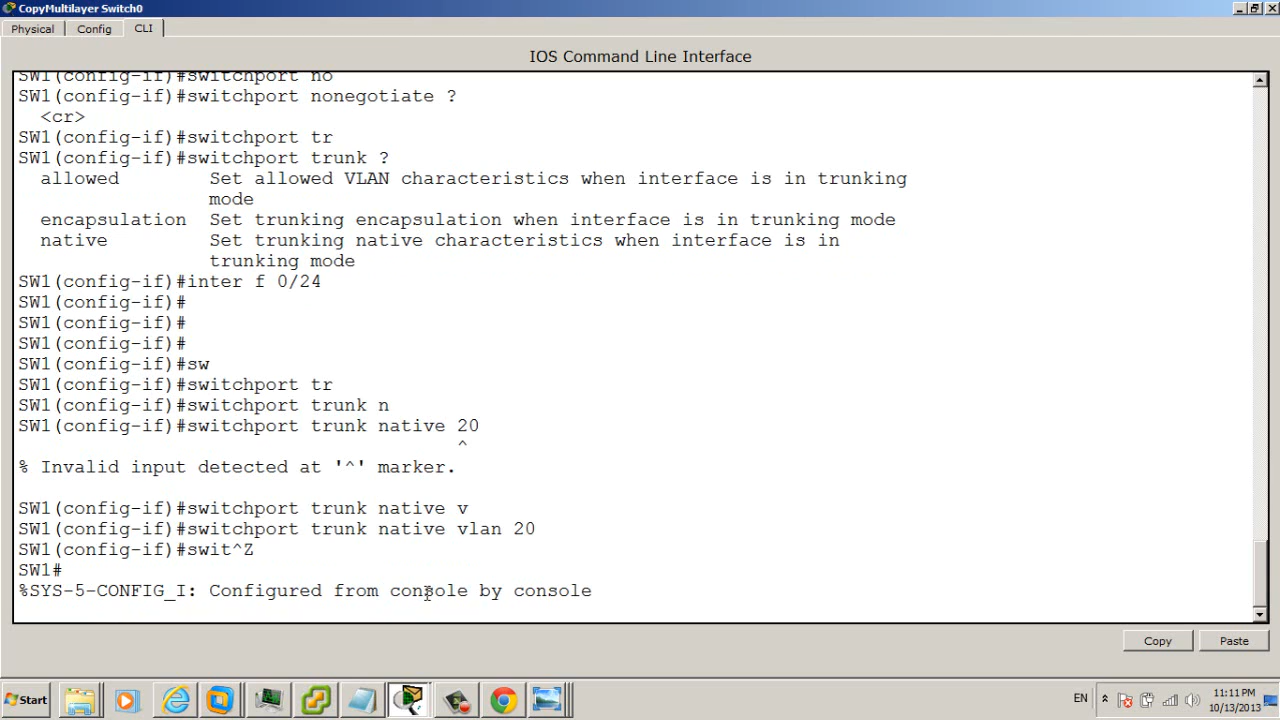 CopyMultilayer Switch0
Physical Config CLI
IOS Command Line Interface
SW1(config-if)#switchport no
SW1(config-if)#switchport nonegotiate ?
<cr>
SW1(config-if)#switchport tr
SW1(config-if)#switchport trunk ?
allowed Set allowed VLAN characteristics when interface is in trunking
mode
encapsulation Set trunking encapsulation when interface is in trunking mode
native Set trunking native characteristics when interface is in
trunking mode
SW1(config-if)#inter f 0/24
SW1(config-if)#
SW1(config-if)#
SW1(config-if)#
SW1(config-if)#sw
SW1(config-if)#switchport tr
SW1(config-if)#switchport trunk n
SW1(config-if)#switchport trunk native 20
^
% Invalid input detected at '^' marker.
SW1(config-if)#switchport trunk native v
SW1(config-if)#switchport trunk native vlan 20
SW1(config-if)#swit^Z
SW1#
%SYS-5-CONFIG_I: Configured from console by console
Copy Paste
Start EN 11:11 PM
10/13/2013